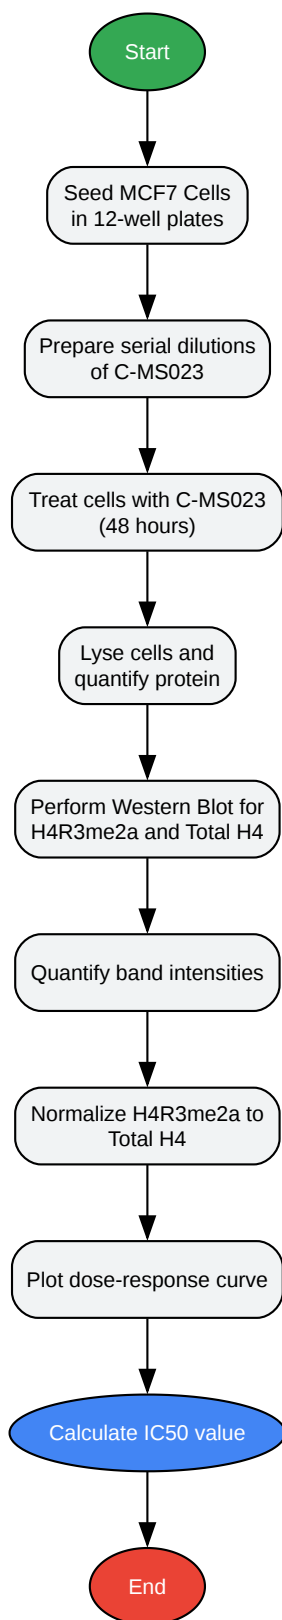 Start
Seed MCF7 Cells
in 12-well plates
Prepare serial dilutions
of C-MS023
Treat cells with C-MS023
(48 hours)
Lyse cells and
quantify protein
Perform Western Blot for
H4R3me2a and Total H4
Quantify band intensities
Normalize H4R3me2a to
Total H4
Plot dose-response curve
Calculate IC50 value
End